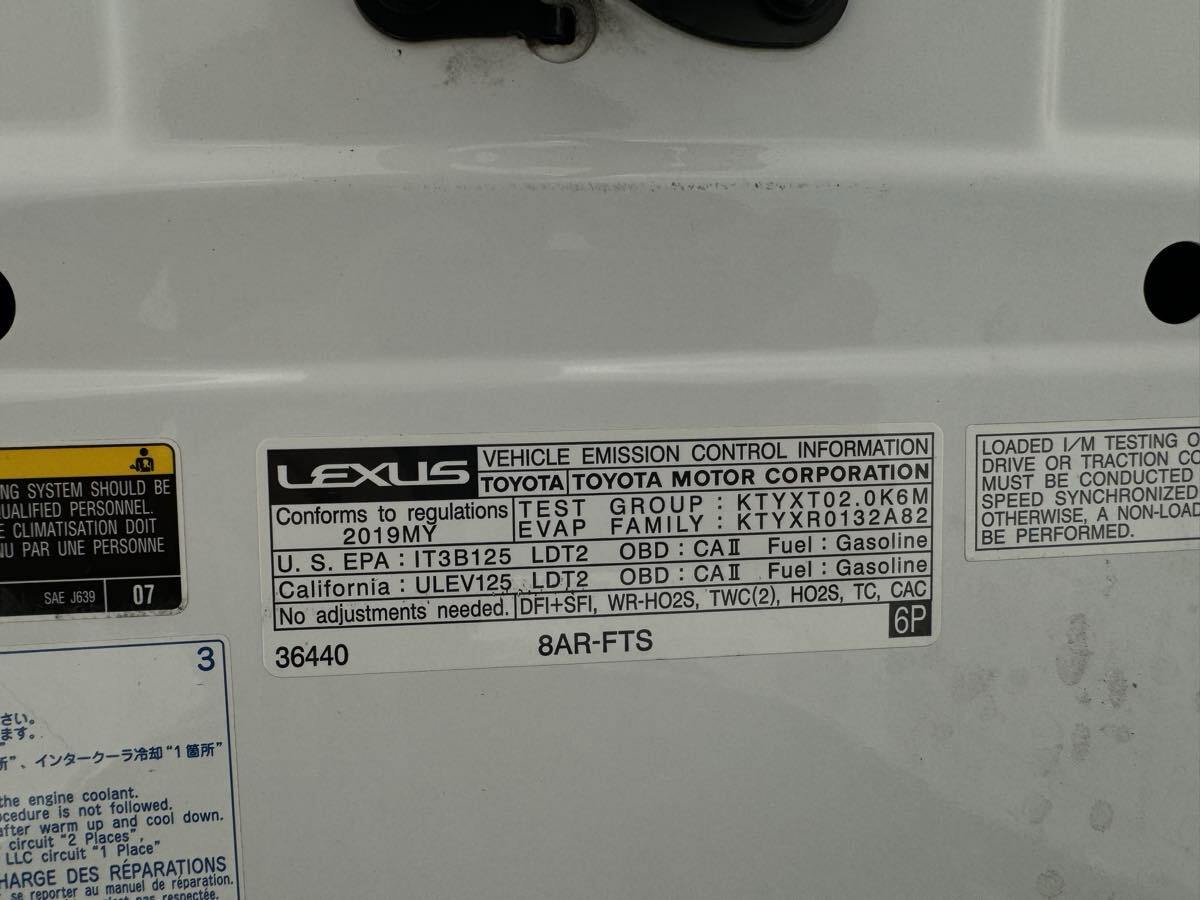 NG SYSTEM SHOULD BE
QUALIFIED PERSONNEL.
E CLIMATISATION DOIT
NU PAR UNE PERSONNE
SAE J639 07
LEXUS VEHICLE EMISSION CONTROL INFORMATION
TOYOTA TOYOTA MOTOR CORPORATION
Conforms to regulations
2019MY
TEST GROUP : KTYXT02.0K6M
EVAP FAMILY : KTYXR0132A82
U. S. EPA : IT3B125 LDT2 OBD : CAⅡ Fuel : Gasoline
California : ULEV125 LDT2 OBD : CAⅡ Fuel : Gasoline
No adjustments needed. DFI+SFI, WR-HO2S, TWC(2), HO2S, TC, CAC
36440 8AR-FTS 6P
LOADED I/M TESTING O
DRIVE OR TRACTION CO
MUST BE CONDUCTED
SPEED SYNCHRONIZED
OTHERWISE, A NON-LOAD
BE PERFORMED.
3
さい。
ます。
所"、インタークーラ冷却"1箇所"
the engine coolant.
ocedure is not followed.
after warm up and cool down.
circuit "2 Places",
LLC circuit "1 Place"
HARGE DES RÉPARATIONS
se reporter au manuel de réparation.
n'est pas respectée.